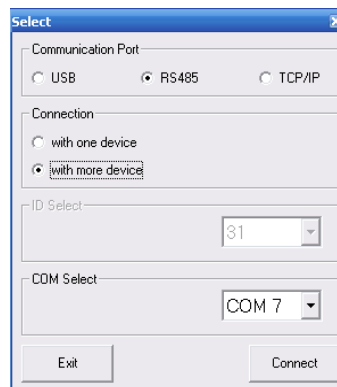 Select
Communication Port
USB RS485 TCP/IP
Connection
with one device
with more device
ID Select
31
COM Select
COM 7
Exit Connect